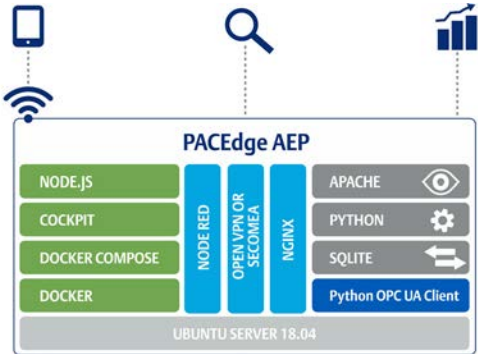 PACEdge AEP
NODE.JS
COCKPIT
DOCKER COMPOSE
DOCKER
NODE RED
OPEN VPN OR
SECOMEA
NGINX
APACHE
PYTHON
SQLITE
Python OPC UA Client
UBUNTU SERVER 18.04